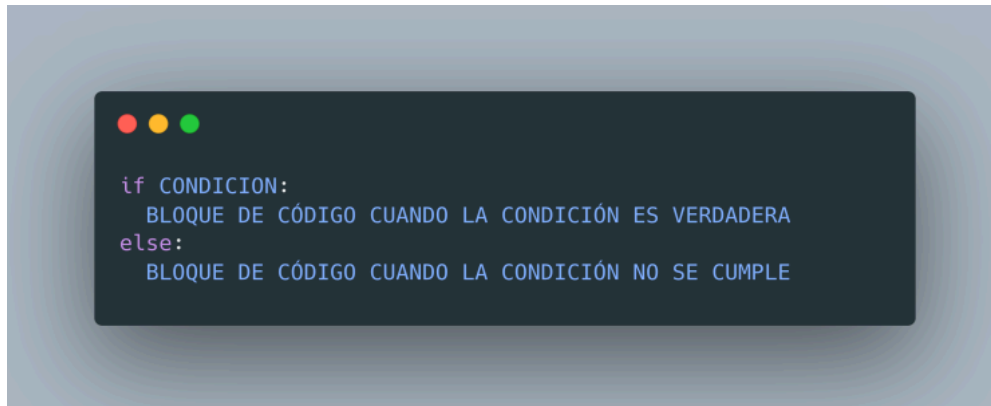 if CONDICION:
BLOQUE DE CÓDIGO CUANDO LA CONDICIÓN ES VERDADERA
else:
BLOQUE DE CÓDIGO CUANDO LA CONDICIÓN NO SE CUMPLE